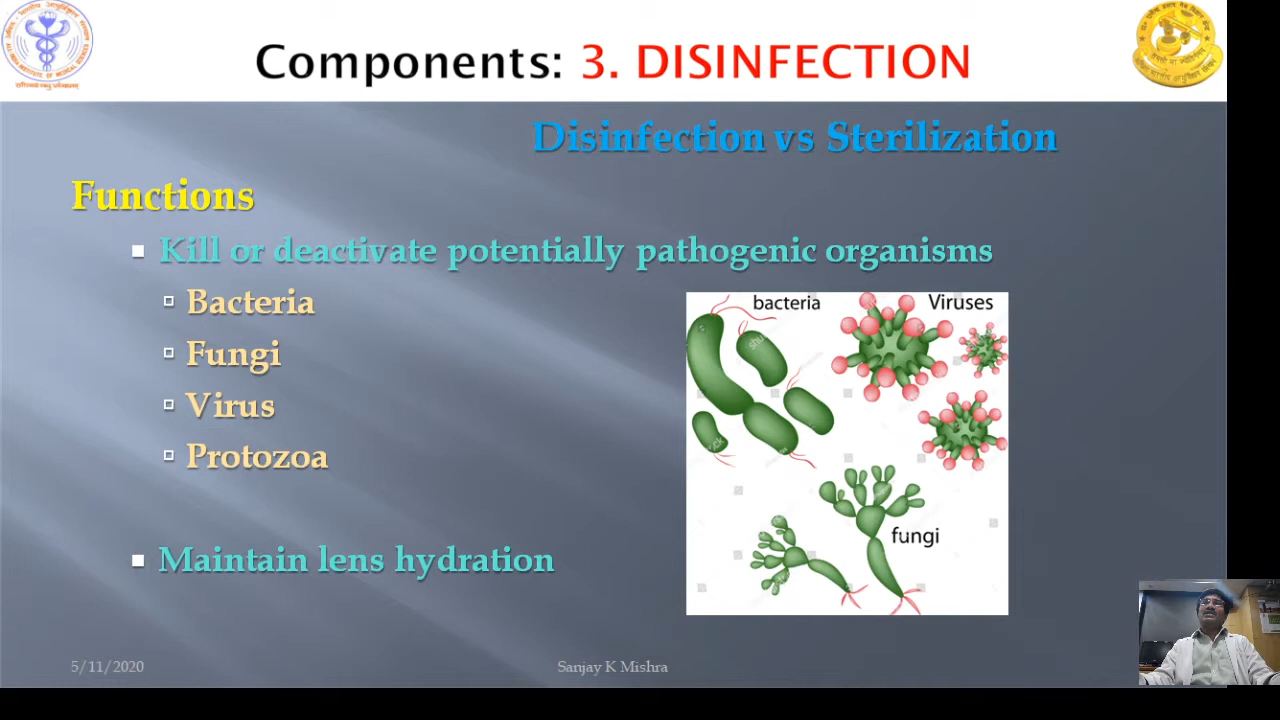 Components: 3. DISINFECTION
Disinfection vs Sterilization
Functions
Kill or deactivate potentially pathogenic organisms
Bacteria
Fungi
Virus
Protozoa
Maintain lens hydration
bacteria
Viruses
fungi
5/11/2020
Sanjay K Mishra